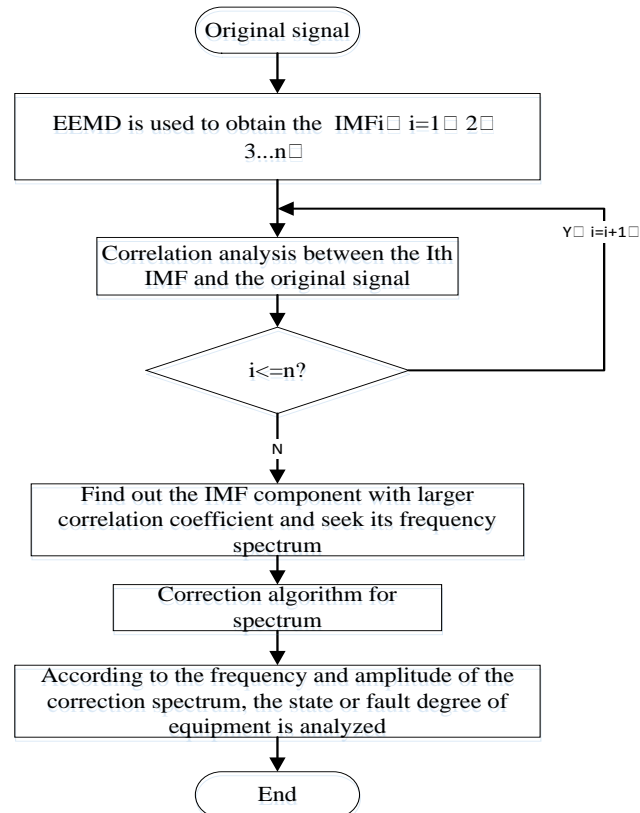 Original signal
EEMD is used to obtain the IMFi□ i=1□ 2□
3...n□
Y□ i=i+1□
Correlation analysis between the Ith
IMF and the original signal
i<=n?
N
Find out the IMF component with larger
correlation coefficient and seek its frequency
spectrum
Correction algorithm for
spectrum
According to the frequency and amplitude of the
correction spectrum, the state or fault degree of
equipment is analyzed
End